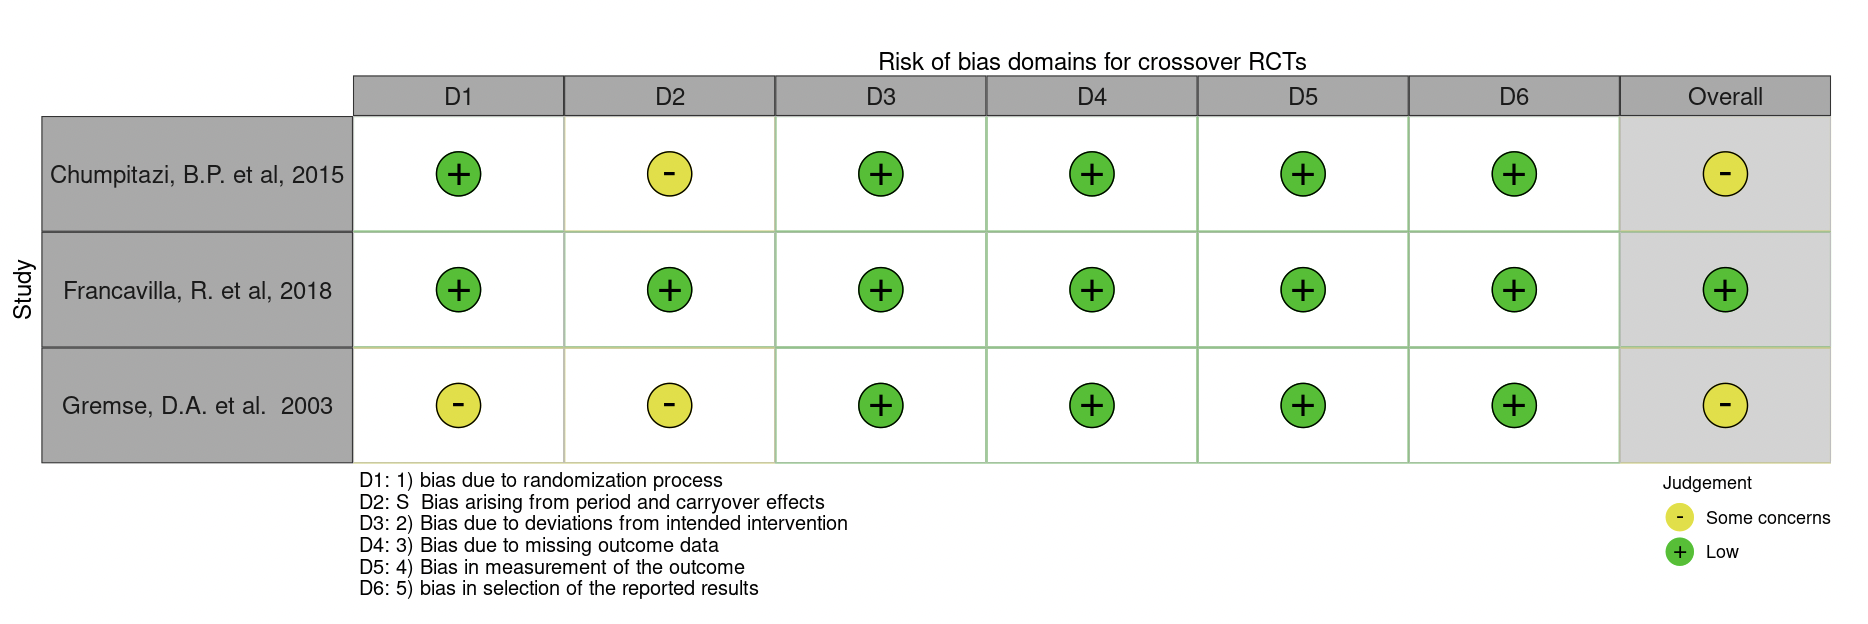 Risk of bias domains for crossover RCTs
D1 D2 D3 D4 D5 D6 Overall
Study
Chumpitazi, B.P. et al, 2015 + - + + + + -
Francavilla, R. et al, 2018 + + + + + + +
Gremse, D.A. et al.  2003 - - + + + + -
D1: 1) bias due to randomization process
D2: S  Bias arising from period and carryover effects
D3: 2) Bias due to deviations from intended intervention
D4: 3) Bias due to missing outcome data
D5: 4) Bias in measurement of the outcome
D6: 5) bias in selection of the reported results
Judgement
- Some concerns
+ Low